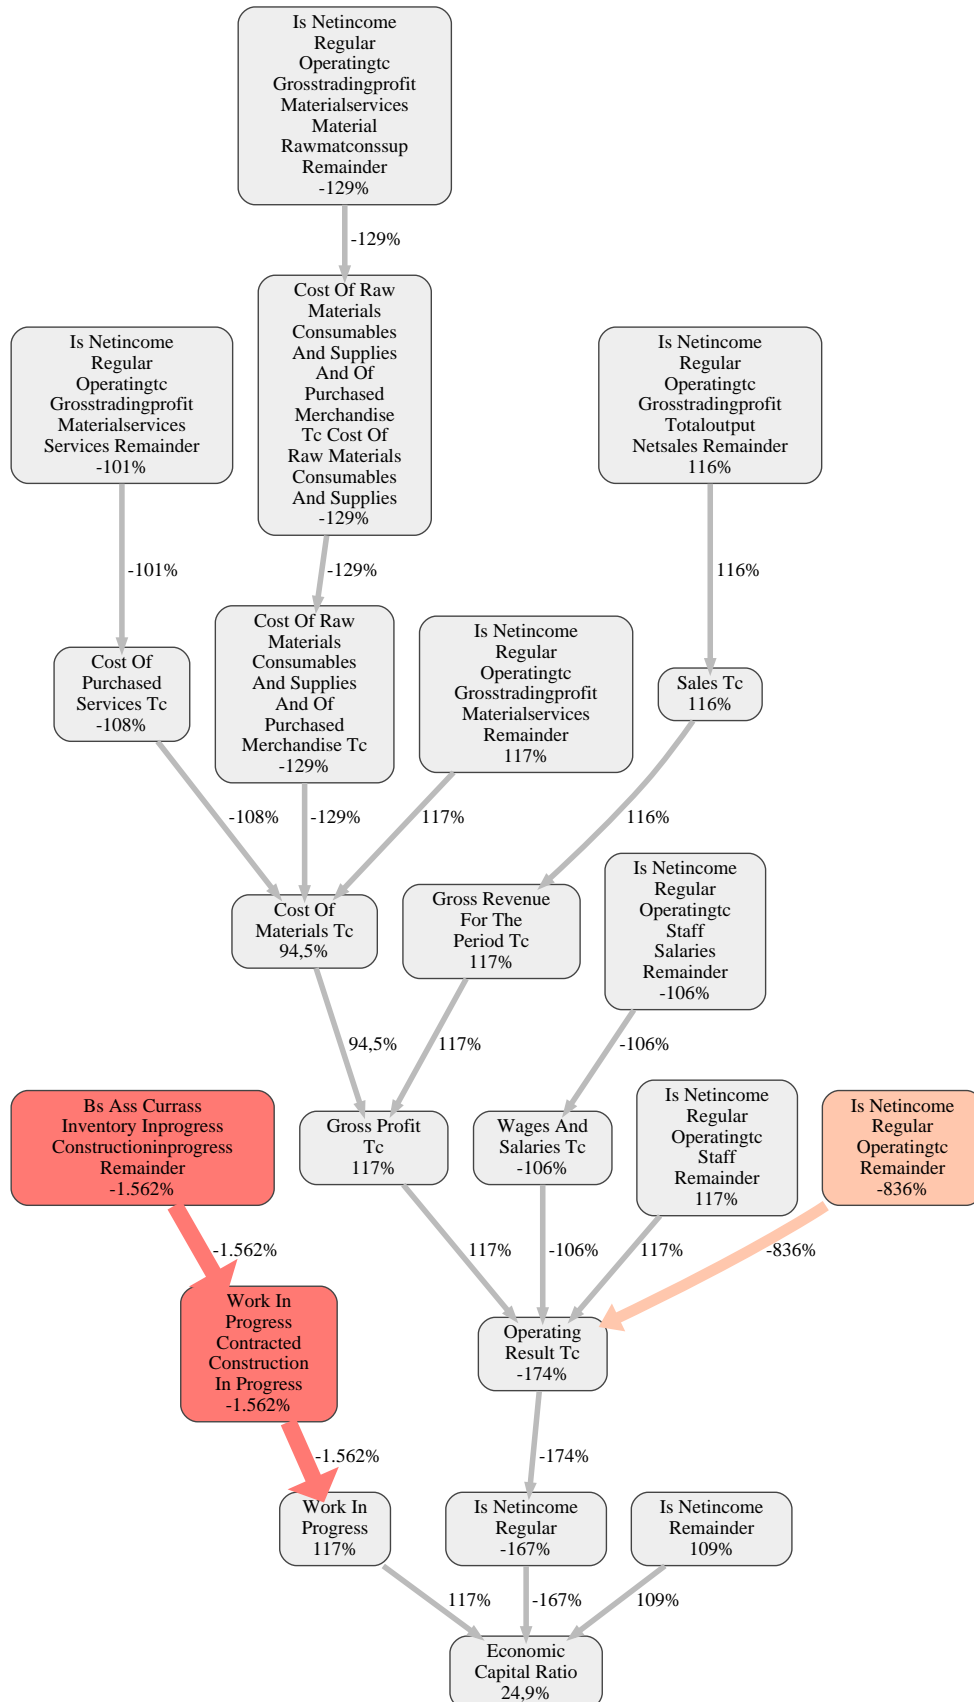 Is Netincome
Regular
Operatingtc
Grosstradingprofit
Materialservices
Material
Rawmatconssup
Remainder
-129%
-129%
Cost Of Raw
Materials
Consumables
And Supplies
And Of
Purchased
Merchandise
Tc Cost Of
Raw Materials
Consumables
And Supplies
-129%
Is Netincome
Regular
Operatingtc
Grosstradingprofit
Materialservices
Services Remainder
-101%
Is Netincome
Regular
Operatingtc
Grosstradingprofit
Totaloutput
Netsales Remainder
116%
-101%
-129%
116%
Cost Of
Purchased
Services Tc
-108%
Cost Of Raw
Materials
Consumables
And Supplies
And Of
Purchased
Merchandise Tc
-129%
Is Netincome
Regular
Operatingtc
Grosstradingprofit
Materialservices
Remainder
117%
Sales Tc
116%
-108%
-129%
117%
116%
Cost Of
Materials Tc
94,5%
Gross Revenue
For The
Period Tc
117%
Is Netincome
Regular
Operatingtc
Staff
Salaries
Remainder
-106%
94,5%
117%
-106%
Bs Ass Currass
Inventory Inprogress
Constructioninprogress
Remainder
-1.562%
Gross Profit
Tc
117%
Wages And
Salaries Tc
-106%
Is Netincome
Regular
Operatingtc
Staff
Remainder
117%
Is Netincome
Regular
Operatingtc
Remainder
-836%
-1.562%
117%
-106%
117%
-836%
Work In
Progress
Contracted
Construction
In Progress
-1.562%
Operating
Result Tc
-174%
-1.562%
-174%
Work In
Progress
117%
Is Netincome
Regular
-167%
Is Netincome
Remainder
109%
117%
-167%
109%
Economic
Capital Ratio
24,9%